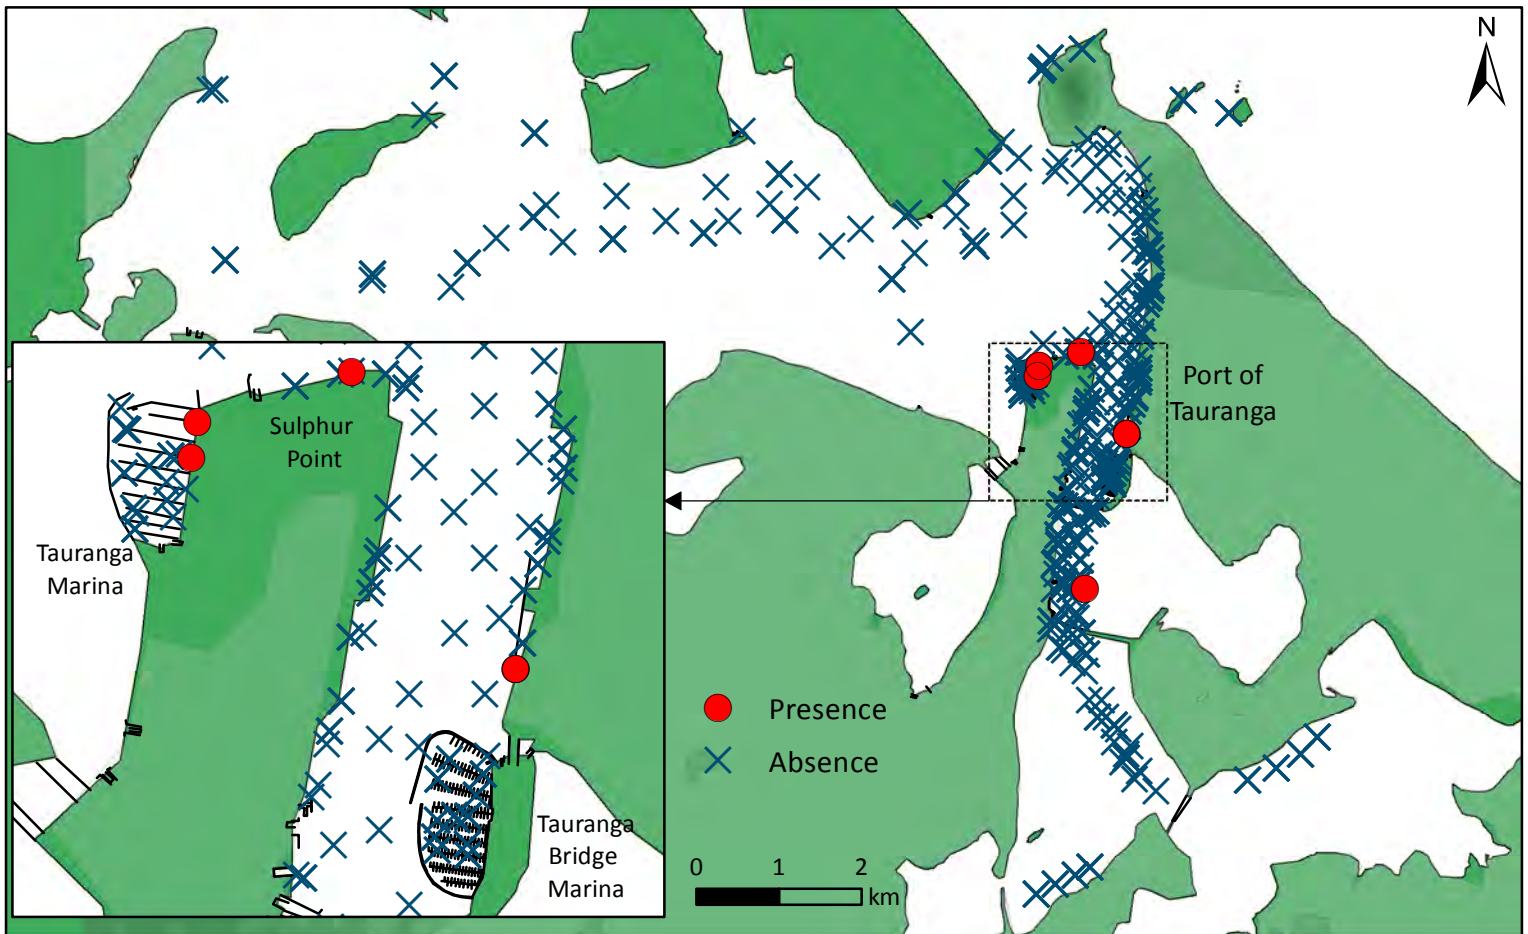 N
Port of
Tauranga
Sulphur
Point
Tauranga
Marina
Presence
Absence
Tauranga
Bridge
Marina
0 1 2
km